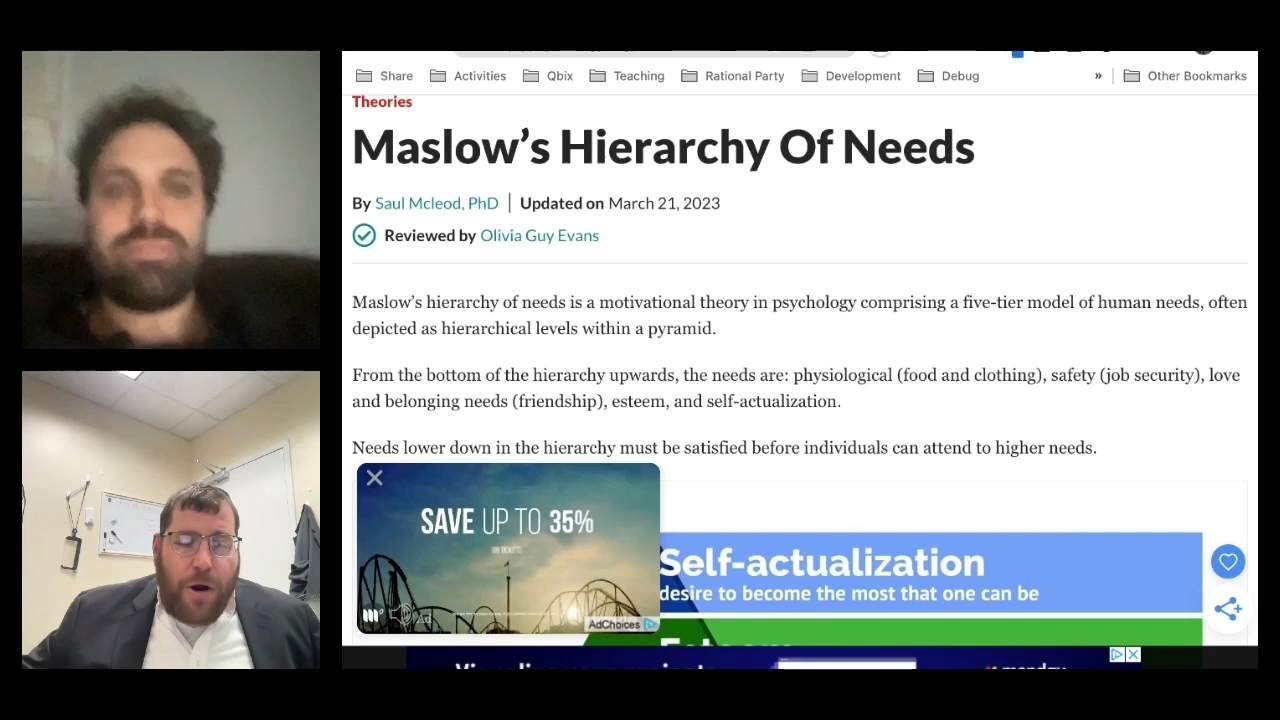 Share
Activities
Qbix
Teaching
Rational Party
Development
Debug
»
Other Bookmarks
Theories
Maslow’s Hierarchy Of Needs
By Saul Mcleod, PhD | Updated on March 21, 2023
Reviewed by Olivia Guy Evans
Maslow’s hierarchy of needs is a motivational theory in psychology comprising a five-tier model of human needs, often
depicted as hierarchical levels within a pyramid.
From the bottom of the hierarchy upwards, the needs are: physiological (food and clothing), safety (job security), love
and belonging needs (friendship), esteem, and self-actualization.
Needs lower down in the hierarchy must be satisfied before individuals can attend to higher needs.
SAVE UP TO 35%
ON TICKETS
Ad
AdChoices
Self-actualization
desire to become the most that one can be
monday